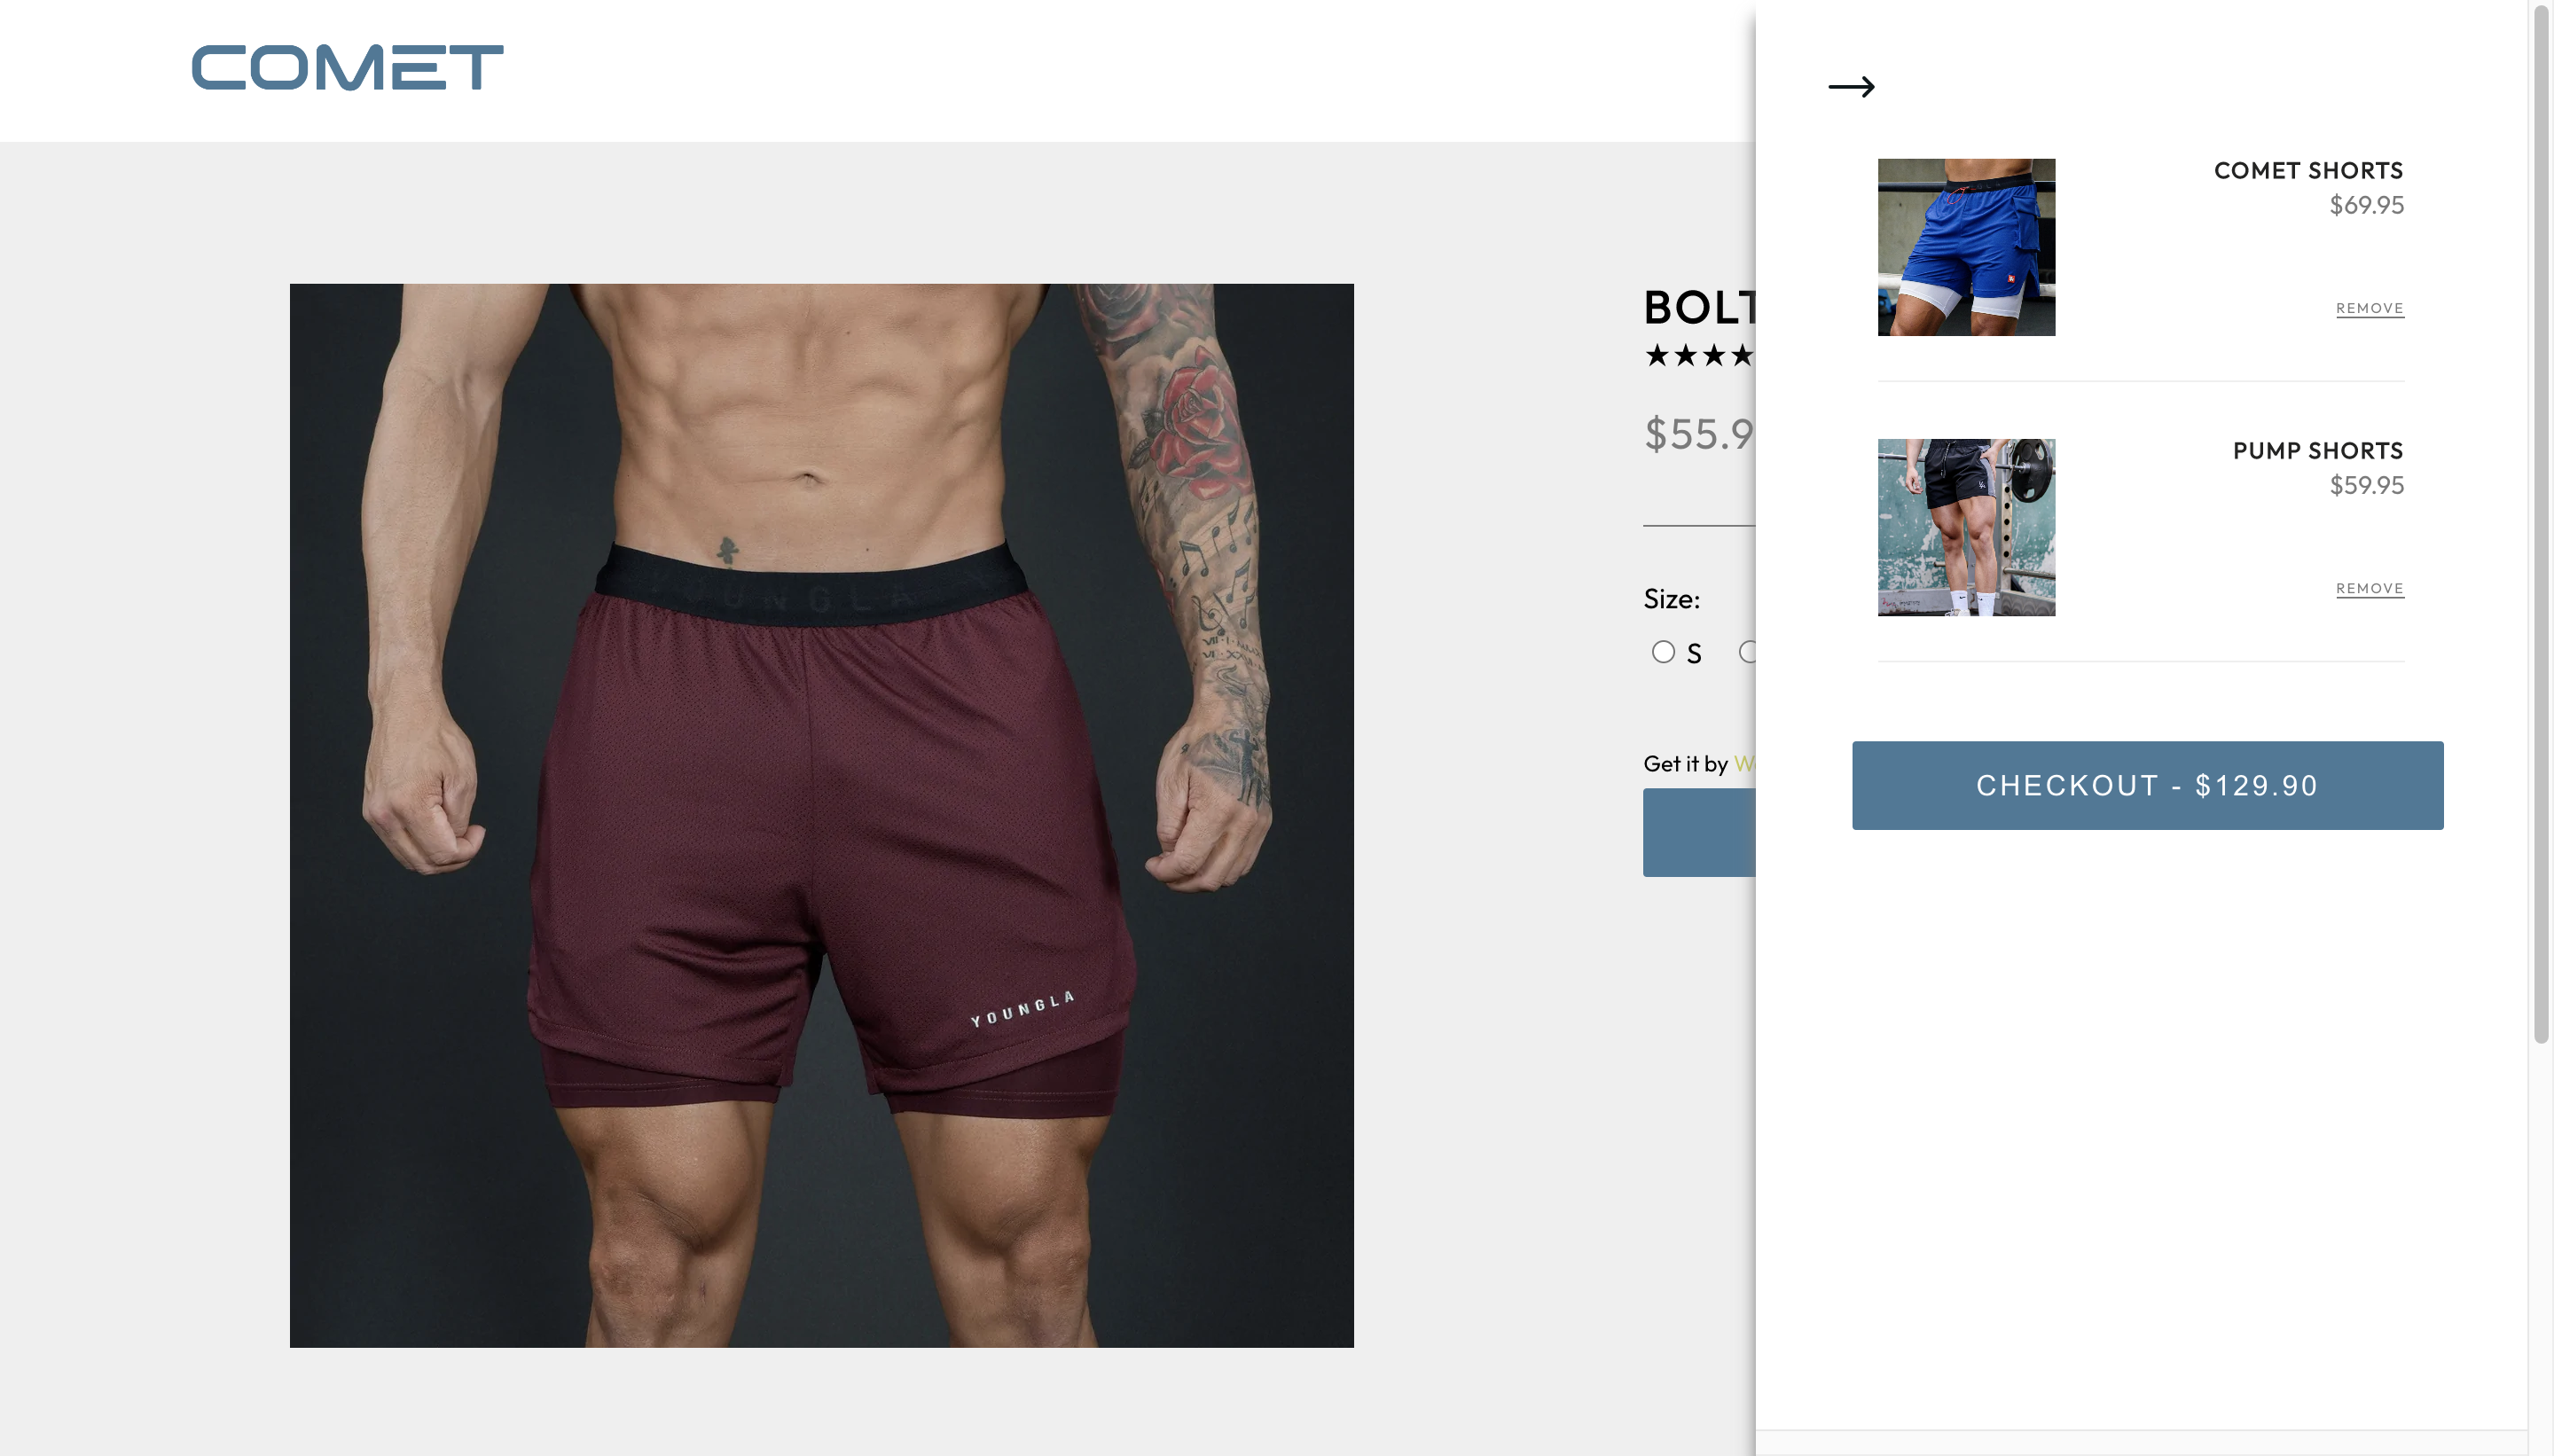 COMET
BOLT
$55.9
Size:
S
Get it by
YOUNGLA
YOUNGLA
COMET SHORTS
$69.95
REMOVE
PUMP SHORTS
$59.95
REMOVE
CHECKOUT - $129.90